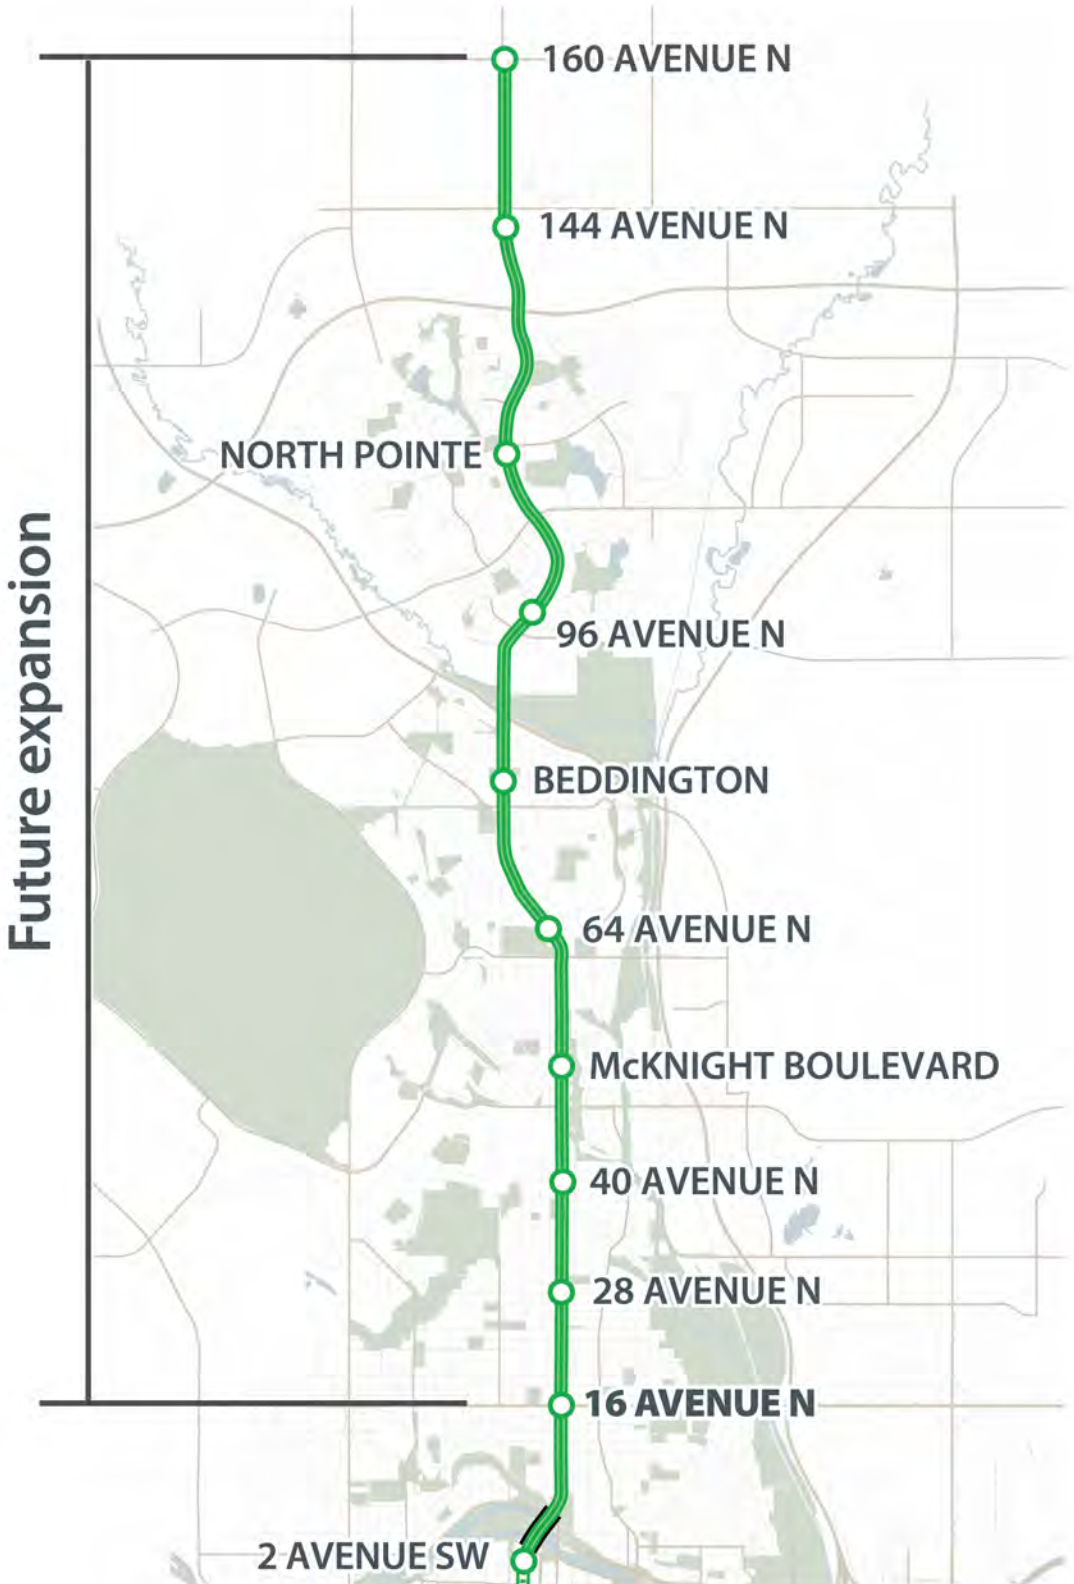 160 AVENUE N
144 AVENUE N
NORTH POINTE
96 AVENUE N
Future expansion
BEDDINGTON
64 AVENUE N
McKNIGHT BOULEVARD
40 AVENUE N
28 AVENUE N
16 AVENUE N
2 AVENUE SW